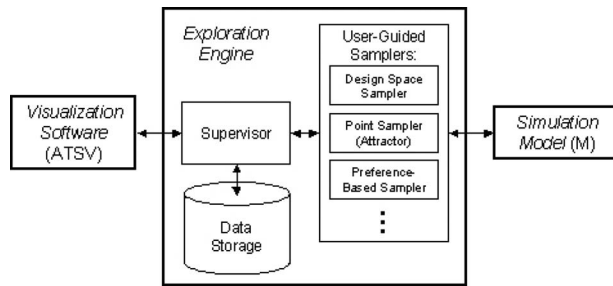 Exploration
Engine
User-Guided
Samplers:
Design Space
Sampler
Visualization
Software
(ATSV)
Supervisor
Point Sampler
(Attractor)
Simulation
Model (M)
Preference-
Based Sampler
Data
Storage